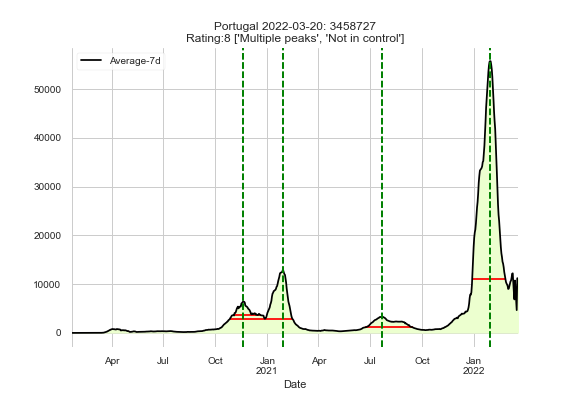 Portugal 2022-03-20: 3458727
Rating:8 ['Multiple peaks', 'Not in control']
Average-7d
50000
40000
30000
20000
10000
0
Apr Jul Oct Jan Apr Jul Oct Jan
2021 2022
Date